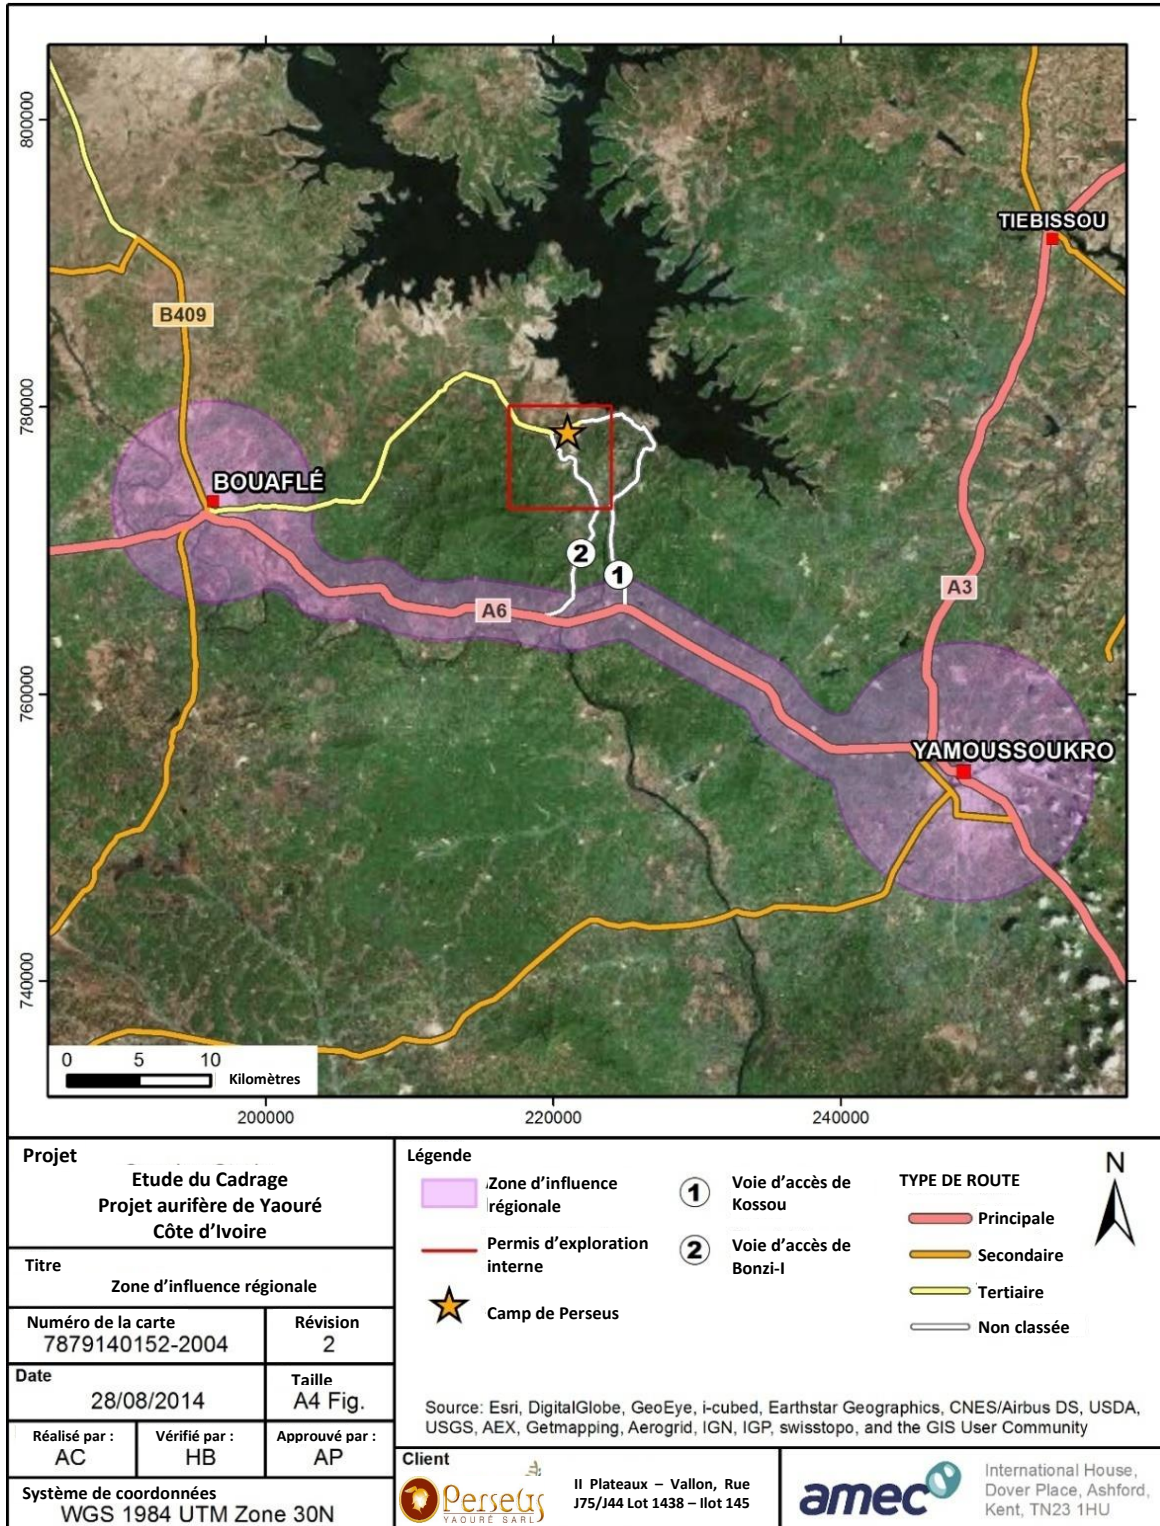 800000
780000
760000
740000
200000
220000
240000
TIEBISSOU
B409
BOUAFLÉ
2
1
A6
A3
YAMOUSSOUKRO
0 5 10
Kilomètres
Projet
Etude du Cadrage
Projet aurifère de Yaouré
Côte d'Ivoire
Titre
Zone d'influence régionale
Numéro de la carte
7879140152-2004
Révision
2
Date
28/08/2014
Taille
A4 Fig.
Réalisé par :
AC
Vérifié par :
HB
Approuvé par :
AP
Système de coordonnées
WGS 1984 UTM Zone 30N
Légende
Zone d'influence
régionale
Permis d'exploration
interne
Camp de Perseus
1
Voie d'accès de
Kossou
2
Voie d'accès de
Bonzi-I
TYPE DE ROUTE
Principale
Secondaire
Tertiaire
Non classée
N
Source: Esri, DigitalGlobe, GeoEye, i-cubed, Earthstar Geographics, CNES/Airbus DS, USDA,
USGS, AEX, Getmapping, Aerogrid, IGN, IGP, swisstopo, and the GIS User Community
Client
Perseus
YAOURÉ SARL
II Plateaux – Vallon, Rue
J75/J44 Lot 1438 – Ilot 145
amec
International House,
Dover Place, Ashford,
Kent, TN23 1HU